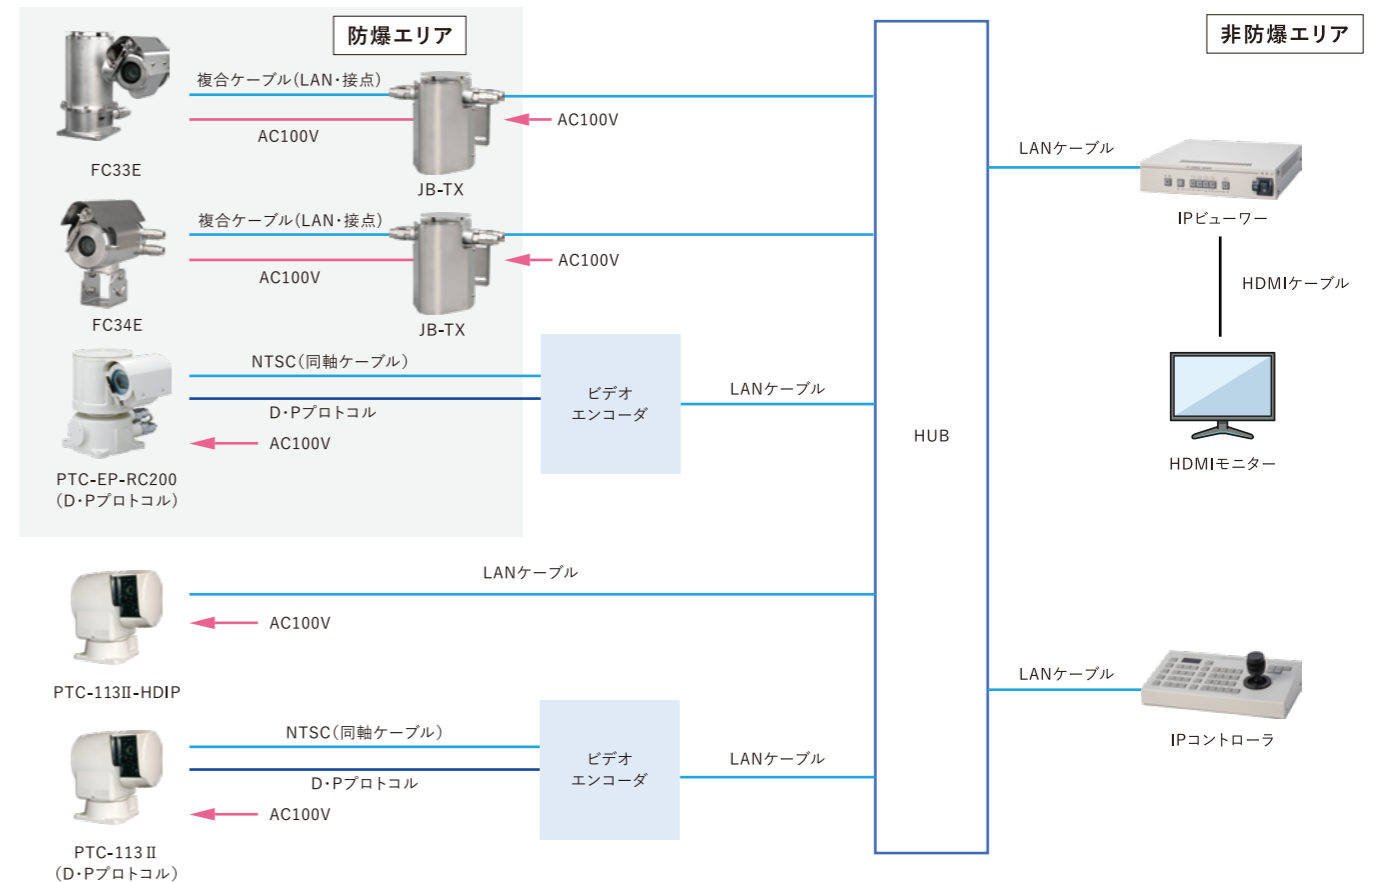 防爆エリア
非防爆エリア
複合ケーブル(LAN・接点)
AC100V
AC100V
FC33E
JB-TX
LANケーブル
IPビューワー
複合ケーブル(LAN・接点)
AC100V
AC100V
FC34E
JB-TX
HDMIケーブル
NTSC(同軸ケーブル)
D・Pプロトコル
AC100V
PTC-EP-RC200
(D・Pプロトコル)
ビデオ
エンコーダ
LANケーブル
HUB
HDMIモニター
LANケーブル
AC100V
PTC-113II-HDIP
LANケーブル
IPコントローラ
NTSC(同軸ケーブル)
D・Pプロトコル
AC100V
PTC-113 II
(D・Pプロトコル)
ビデオ
エンコーダ
LANケーブル